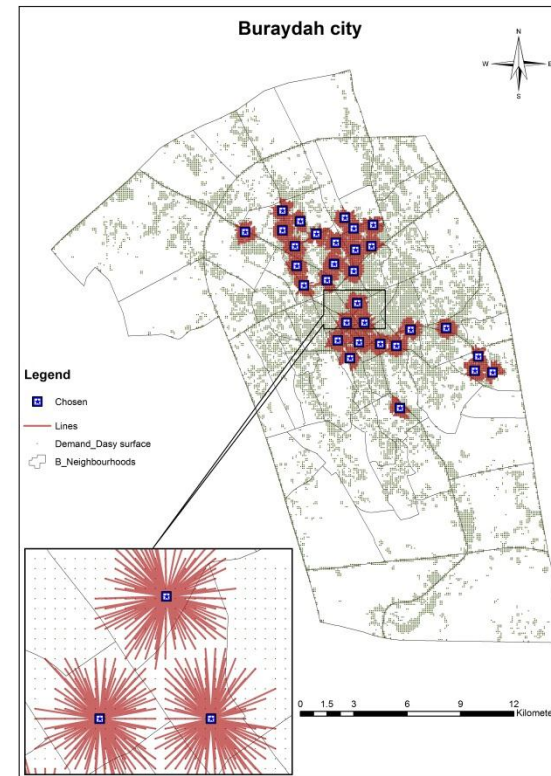 Buraydah city
N
W
E
S
Legend
Chosen
Lines
Demand_Dasy surface
B_Neighbourhoods
0 1.5 3 6 9 12
Kilomete